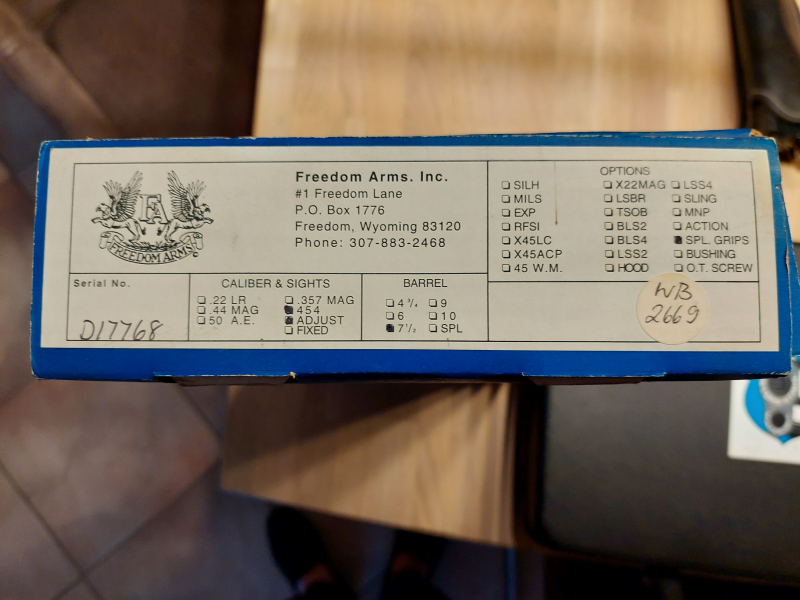 FA
FREEDOM ARMS
Freedom Arms. Inc.
#1 Freedom Lane
P.O. Box 1776
Freedom, Wyoming 83120
Phone: 307-883-2468
Serial No.
D17768
CALIBER & SIGHTS
.22 LR .357 MAG
.44 MAG 454
50 A.E. ADJUST
FIXED
BARREL
4 3/4 9
6 10
7 1/2 SPL
OPTIONS
SILH X22MAG LSS4
MILS LSBR SLING
EXP TSOB MNP
RFSI BLS2 ACTION
X45LC BLS4 SPL. GRIPS
X45ACP LSS2 BUSHING
45 W.M. HOOD O.T. SCREW
WB
2669